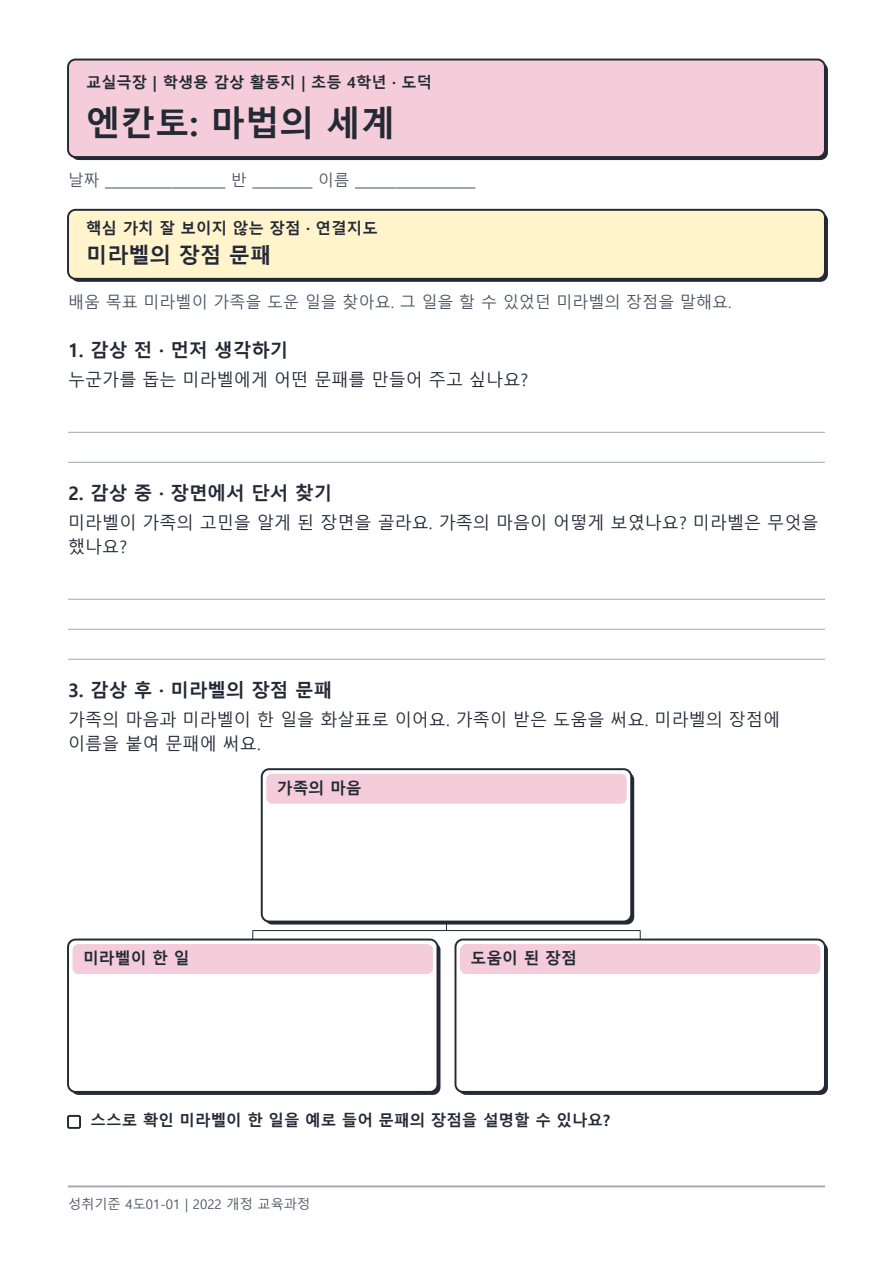 교실극장 | 학생용 감상 활동지 | 초등 4학년 · 도덕
엔칸토: 마법의 세계
날짜 ______________ 반 _______ 이름 ______________
핵심 가치 잘 보이지 않는 장점 · 연결지도
미라벨의 장점 문패
배움 목표 미라벨이 가족을 도운 일을 찾아요. 그 일을 할 수 있었던 미라벨의 장점을 말해요.
1. 감상 전 · 먼저 생각하기
누군가를 돕는 미라벨에게 어떤 문패를 만들어 주고 싶나요?
2. 감상 중 · 장면에서 단서 찾기
미라벨이 가족의 고민을 알게 된 장면을 골라요. 가족의 마음이 어떻게 보였나요? 미라벨은 무엇을
했나요?
3. 감상 후 · 미라벨의 장점 문패
가족의 마음과 미라벨이 한 일을 화살표로 이어요. 가족이 받은 도움을 써요. 미라벨의 장점에
이름을 붙여 문패에 써요.
가족의 마음
미라벨이 한 일
도움이 된 장점
스스로 확인 미라벨이 한 일을 예로 들어 문패의 장점을 설명할 수 있나요?
성취기준 4도01-01 | 2022 개정 교육과정